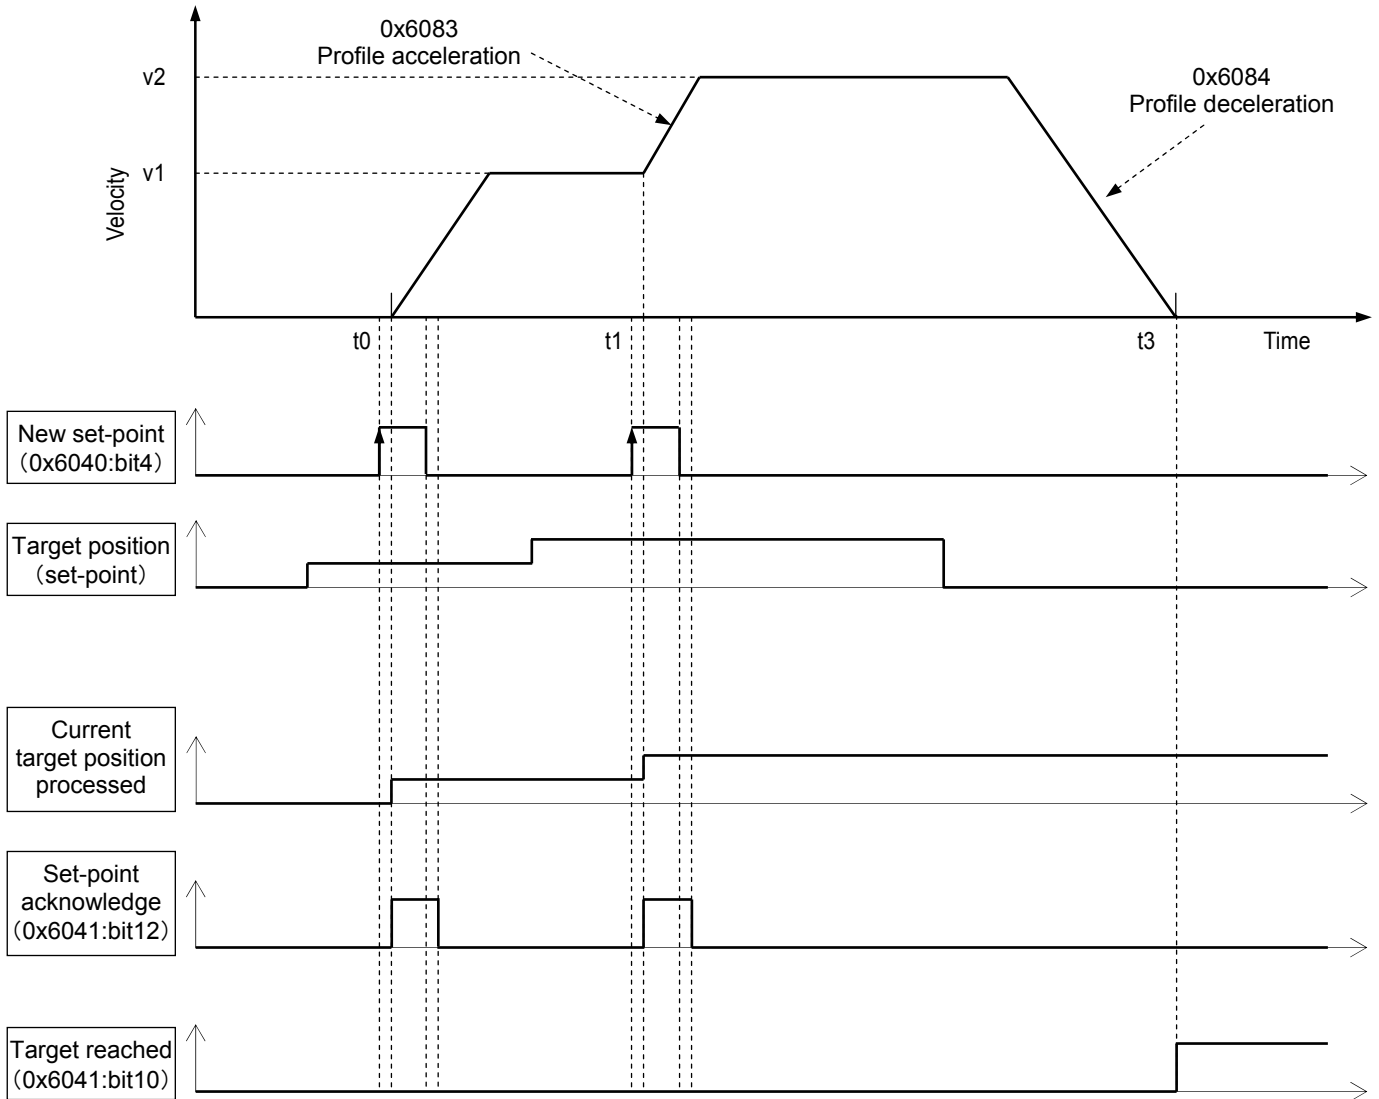 0x6083
Profile acceleration
v2
0x6084
Profile deceleration
v1
Velocity
t0
t1
t3
Time
New set-point
（0x6040:bit4）
Target position
（set-point）
Current
target position
processed
Set-point
acknowledge
（0x6041:bit12）
Target reached
（0x6041:bit10）